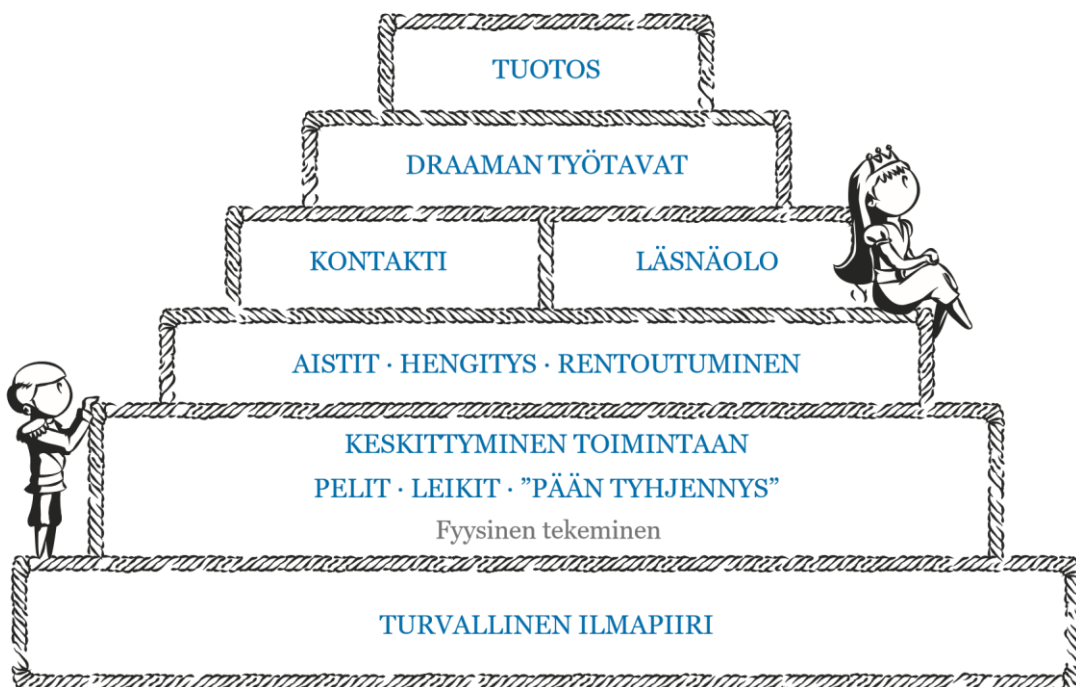 TUOTOS
DRAAMAN TYÖTAVAT
KONTAKTI
LÄSNÄOLO
AISTIT · HENGITYS · RENTOUTUMINEN
KESKITTYMINEN TOIMINTAAN
PELIT · LEIKIT · ”PÄÄN TYHJENNYS”
Fyysinen tekeminen
TURVALLINEN ILMAPIIRI